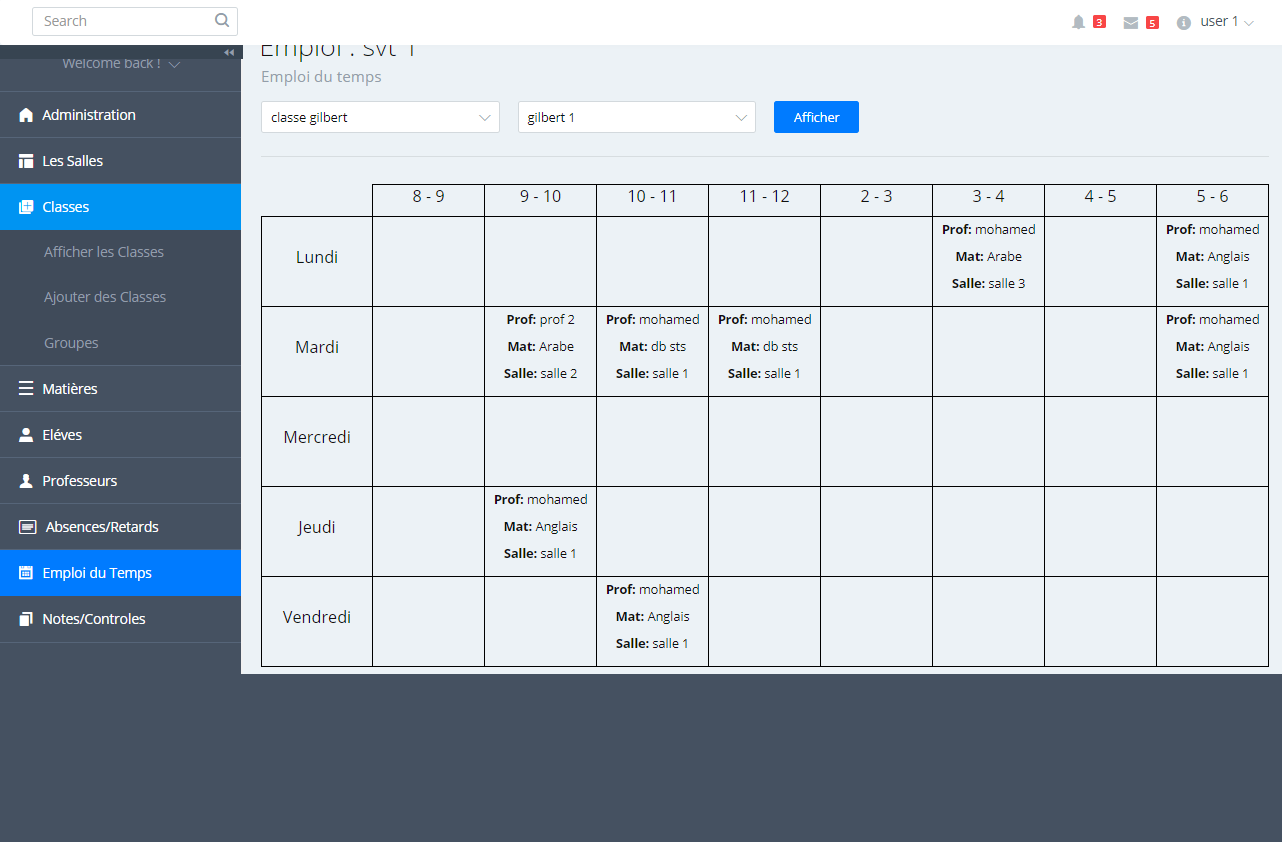 Search
3
5
user 1
Welcome back !
Administration
Les Salles
Classes
Afficher les Classes
Ajouter des Classes
Groupes
Matières
Eléves
Professeurs
Absences/Retards
Emploi du Temps
Notes/Controles
Emploi : svt 1
Emploi du temps
classe gilbert
gilbert 1
Afficher
8 - 9 9 - 10 10 - 11 11 - 12 2 - 3 3 - 4 4 - 5 5 - 6
Lundi
Prof: mohamed
Mat: Arabe
Salle: salle 3
Prof: mohamed
Mat: Anglais
Salle: salle 1
Mardi
Prof: prof 2
Mat: Arabe
Salle: salle 2
Prof: mohamed
Mat: db sts
Salle: salle 1
Prof: mohamed
Mat: db sts
Salle: salle 1
Prof: mohamed
Mat: Anglais
Salle: salle 1
Mercredi
Jeudi
Prof: mohamed
Mat: Anglais
Salle: salle 1
Vendredi
Prof: mohamed
Mat: Anglais
Salle: salle 1